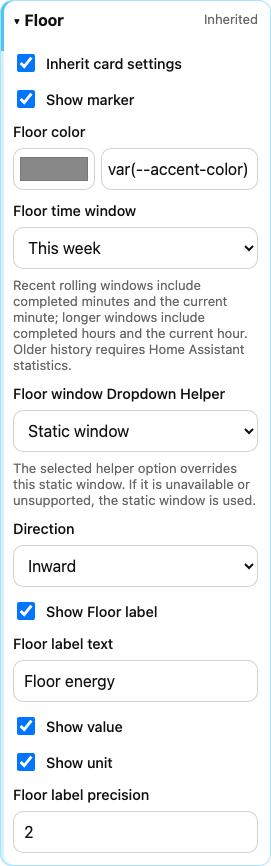 ▾ Floor Inherited
Inherit card settings
Show marker
Floor color
var(--accent-color)
Floor time window
This week
Recent rolling windows include
completed minutes and the current
minute; longer windows include
completed hours and the current hour.
Older history requires Home Assistant
statistics.
Floor window Dropdown Helper
Static window
The selected helper option overrides
this static window. If it is unavailable or
unsupported, the static window is used.
Direction
Inward
Show Floor label
Floor label text
Floor energy
Show value
Show unit
Floor label precision
2